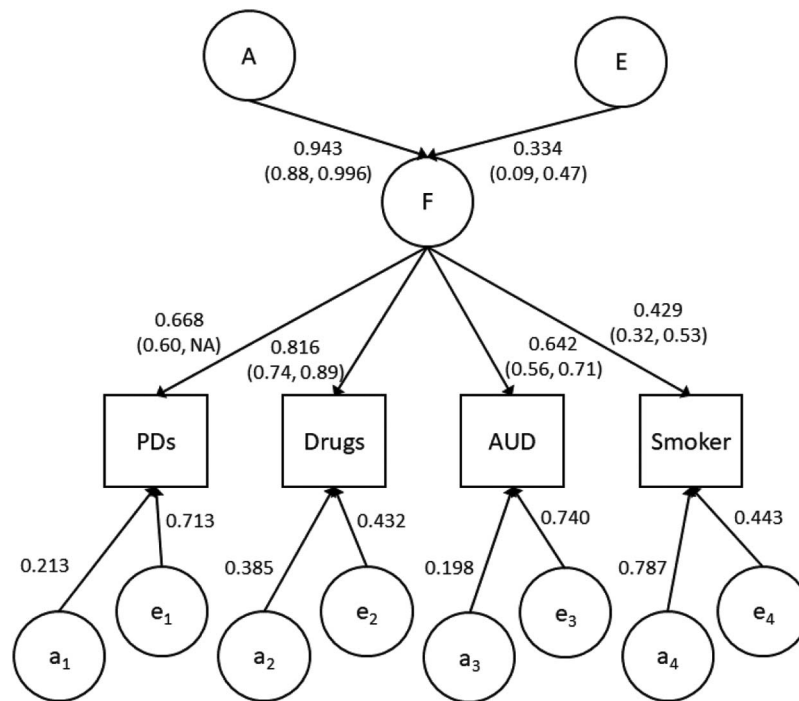 A
E
0.943
(0.88, 0.996)
0.334
(0.09, 0.47)
F
0.668
(0.60, NA)
0.816
(0.74, 0.89)
0.642
(0.56, 0.71)
0.429
(0.32, 0.53)
PDs
Drugs
AUD
Smoker
0.213
0.713
0.385
0.432
0.198
0.740
0.787
0.443
a₁
e₁
a₂
e₂
a₃
e₃
a₄
e₄